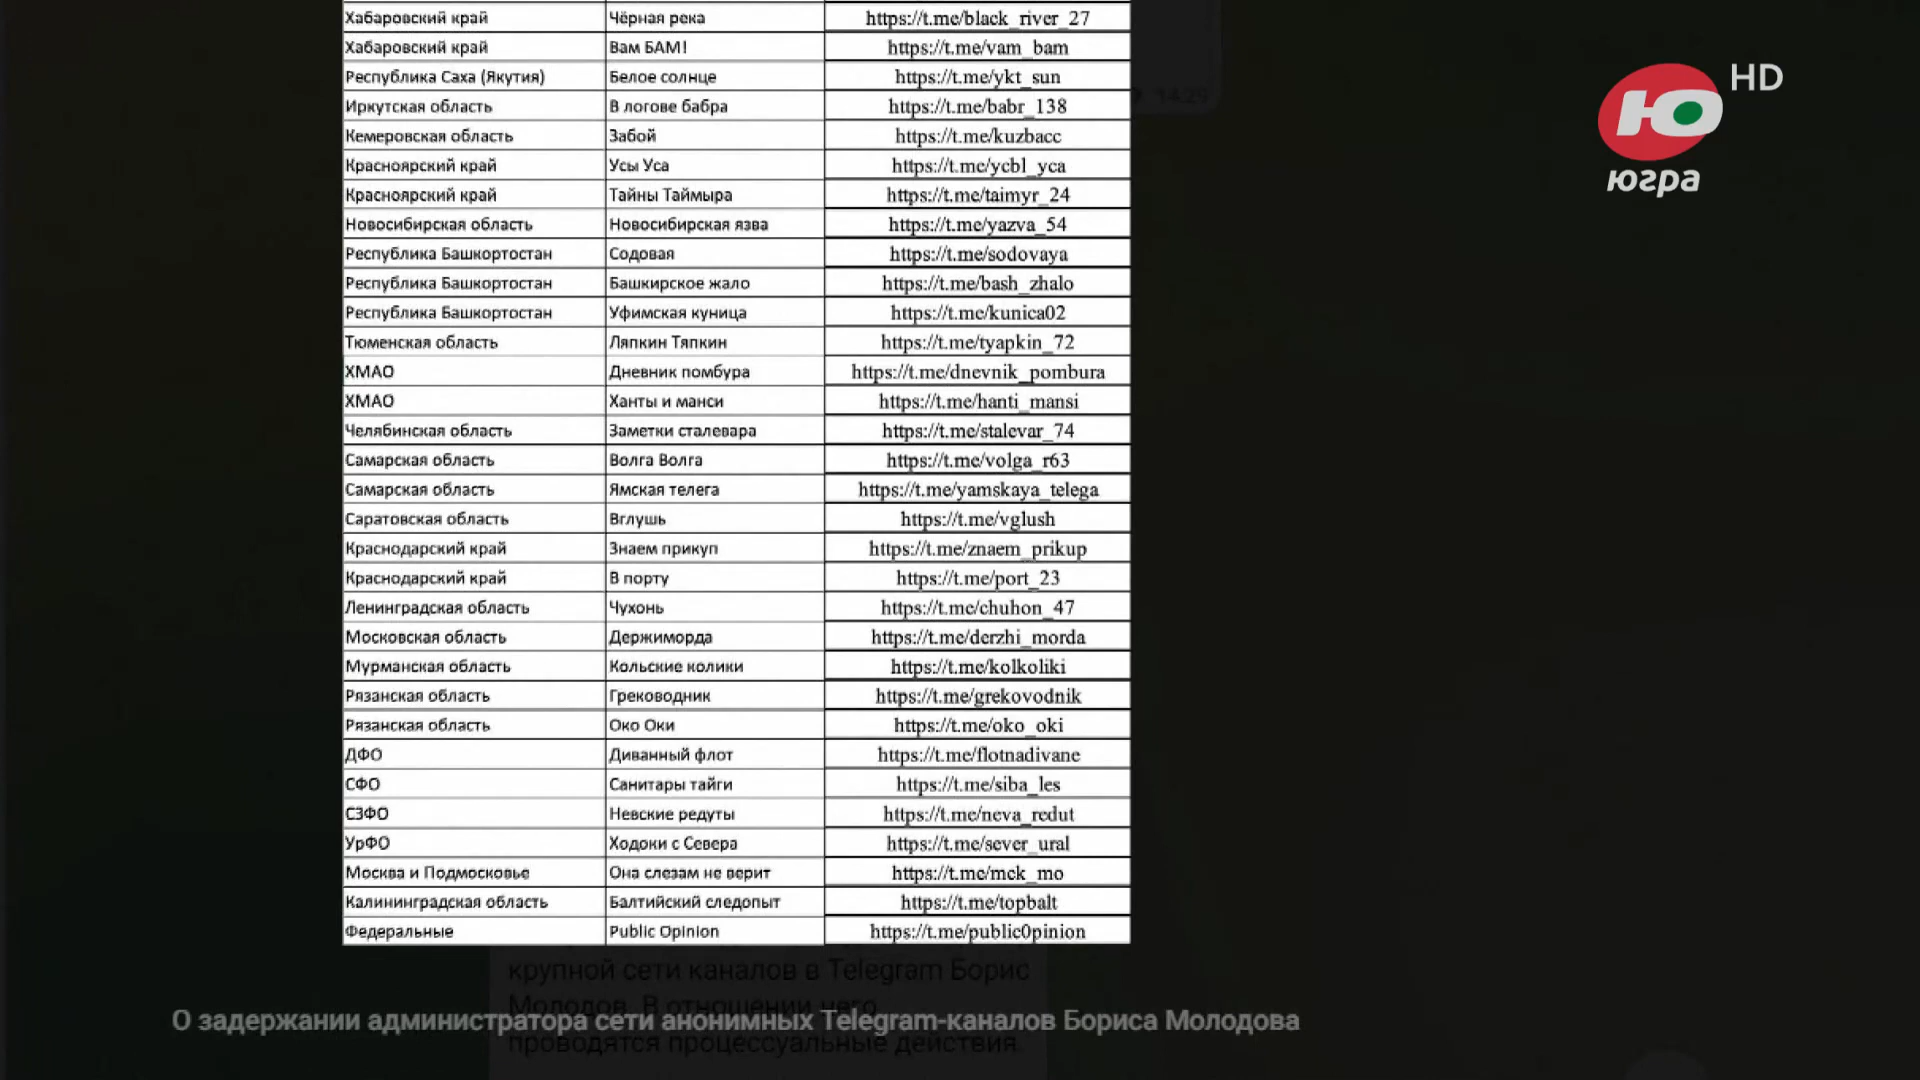 Хабаровский край Чёрная река https://t.me/black_river_27
Хабаровский край Вам БАМ! https://t.me/vam_bam
Республика Саха (Якутия) Белое солнце https://t.me/ykt_sun
Иркутская область В логове бабра https://t.me/babr_138
Кемеровская область Забой https://t.me/kuzbacc
Красноярский край Усы Уса https://t.me/ycbl_yca
Красноярский край Тайны Таймыра https://t.me/taimyr_24
Новосибирская область Новосибирская язва https://t.me/yazva_54
Республика Башкортостан Содовая https://t.me/sodovaya
Республика Башкортостан Башкирское жало https://t.me/bash_zhalo
Республика Башкортостан Уфимская куница https://t.me/kunica02
Тюменская область Ляпкин Тяпкин https://t.me/tyapkin_72
ХМАО Дневник помбура https://t.me/dnevnik_pombura
ХМАО Ханты и манси https://t.me/hanti_mansi
Челябинская область Заметки сталевара https://t.me/stalevar_74
Самарская область Волга Волга https://t.me/volga_r63
Самарская область Ямская телега https://t.me/yamskaya_telega
Саратовская область Вглушь https://t.me/vglush
Краснодарский край Знаем прикуп https://t.me/znaem_prikup
Краснодарский край В порту https://t.me/port_23
Ленинградская область Чухонь https://t.me/chuhon_47
Московская область Держиморда https://t.me/derzhi_morda
Мурманская область Кольские колики https://t.me/kolkoliki
Рязанская область Греководник https://t.me/grekovodnik
Рязанская область Око Оки https://t.me/oko_oki
ДФО Диванный флот https://t.me/flotnadivane
СФО Санитары тайги https://t.me/siba_les
СЗФО Невские редуты https://t.me/neva_redut
УрФО Ходоки с Севера https://t.me/sever_ural
Москва и Подмосковье Она слезам не верит https://t.me/mck_mo
Калининградская область Балтийский следопыт https://t.me/topbalt
Федеральные Public Opinion https://t.me/public0pinion
14:29
HD
Ю
югра
крупной сети каналов в Telegram Борис
Молодов. В отношении него
проводятся процессуальные действия.
О задержании администратора сети анонимных Telegram-каналов Бориса Молодова